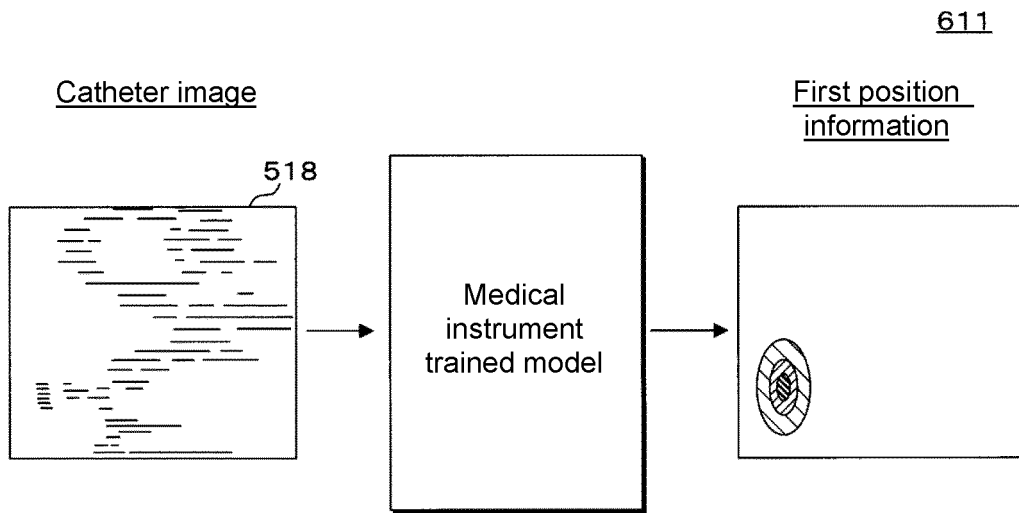 611
Catheter image
First position
information
518
Medical
instrument
trained model